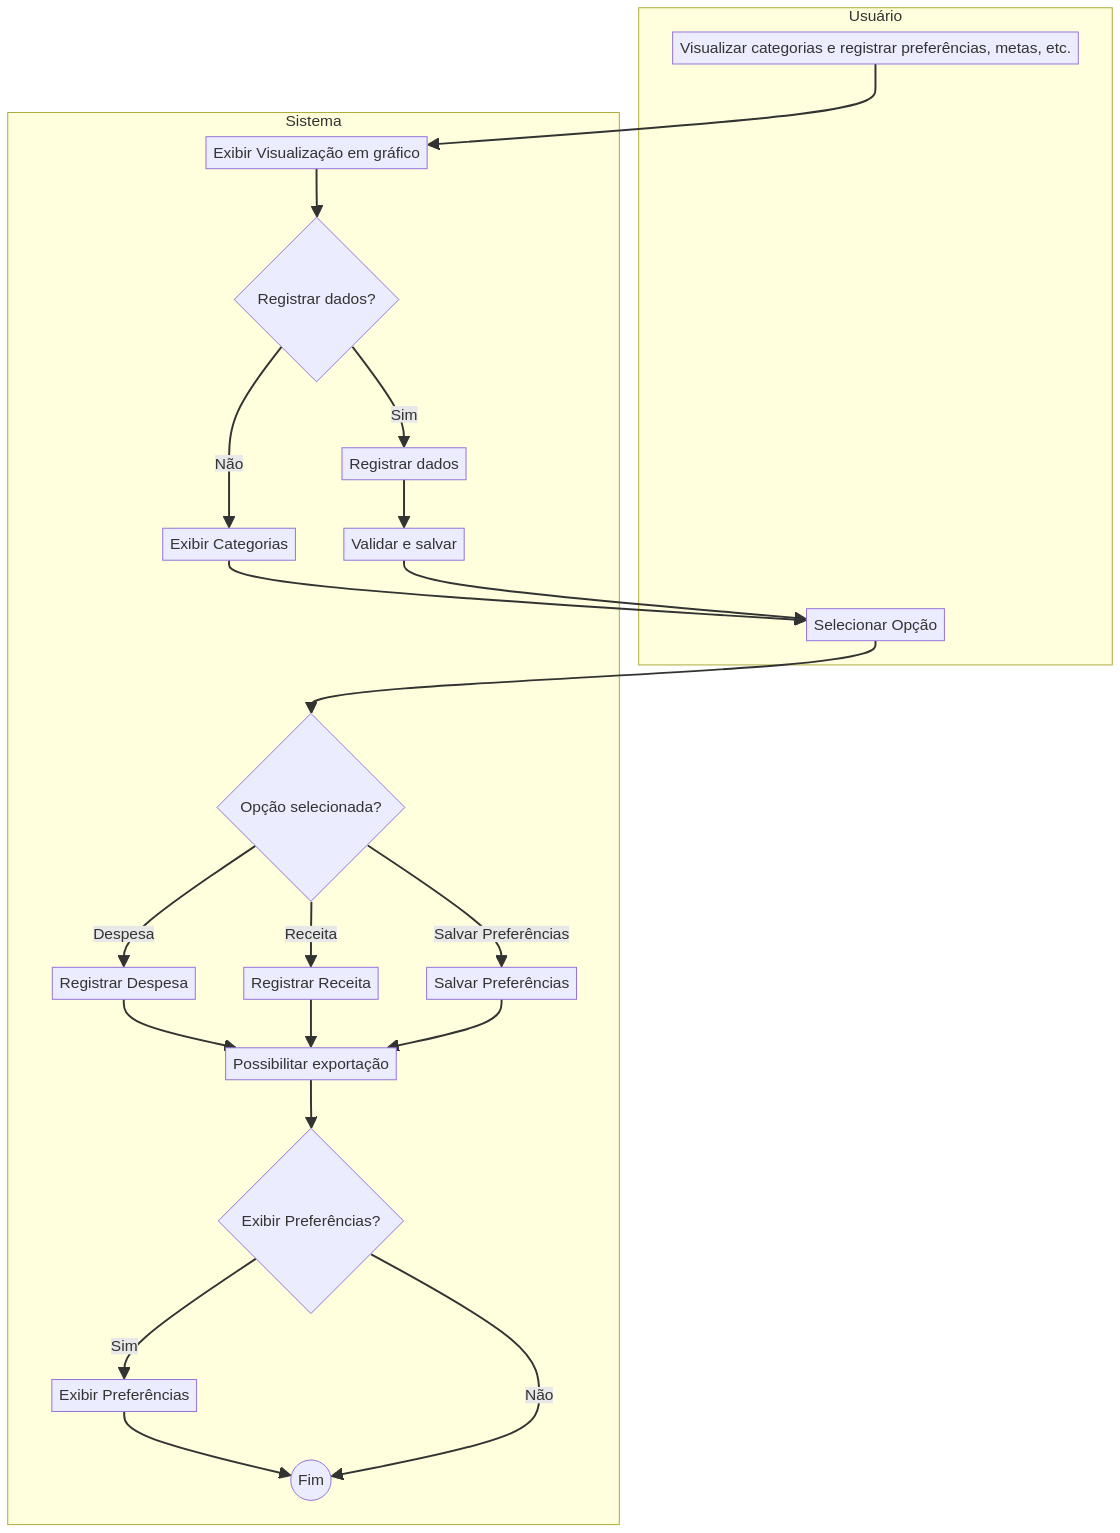 Usuário
Visualizar categorias e registrar preferências, metas, etc.
Sistema
Exibir Visualização em gráfico
Registrar dados?
Sim
Não
Registrar dados
Exibir Categorias
Validar e salvar
Selecionar Opção
Opção selecionada?
Despesa
Receita
Salvar Preferências
Registrar Despesa
Registrar Receita
Salvar Preferências
Possibilitar exportação
Exibir Preferências?
Sim
Exibir Preferências
Não
Fim